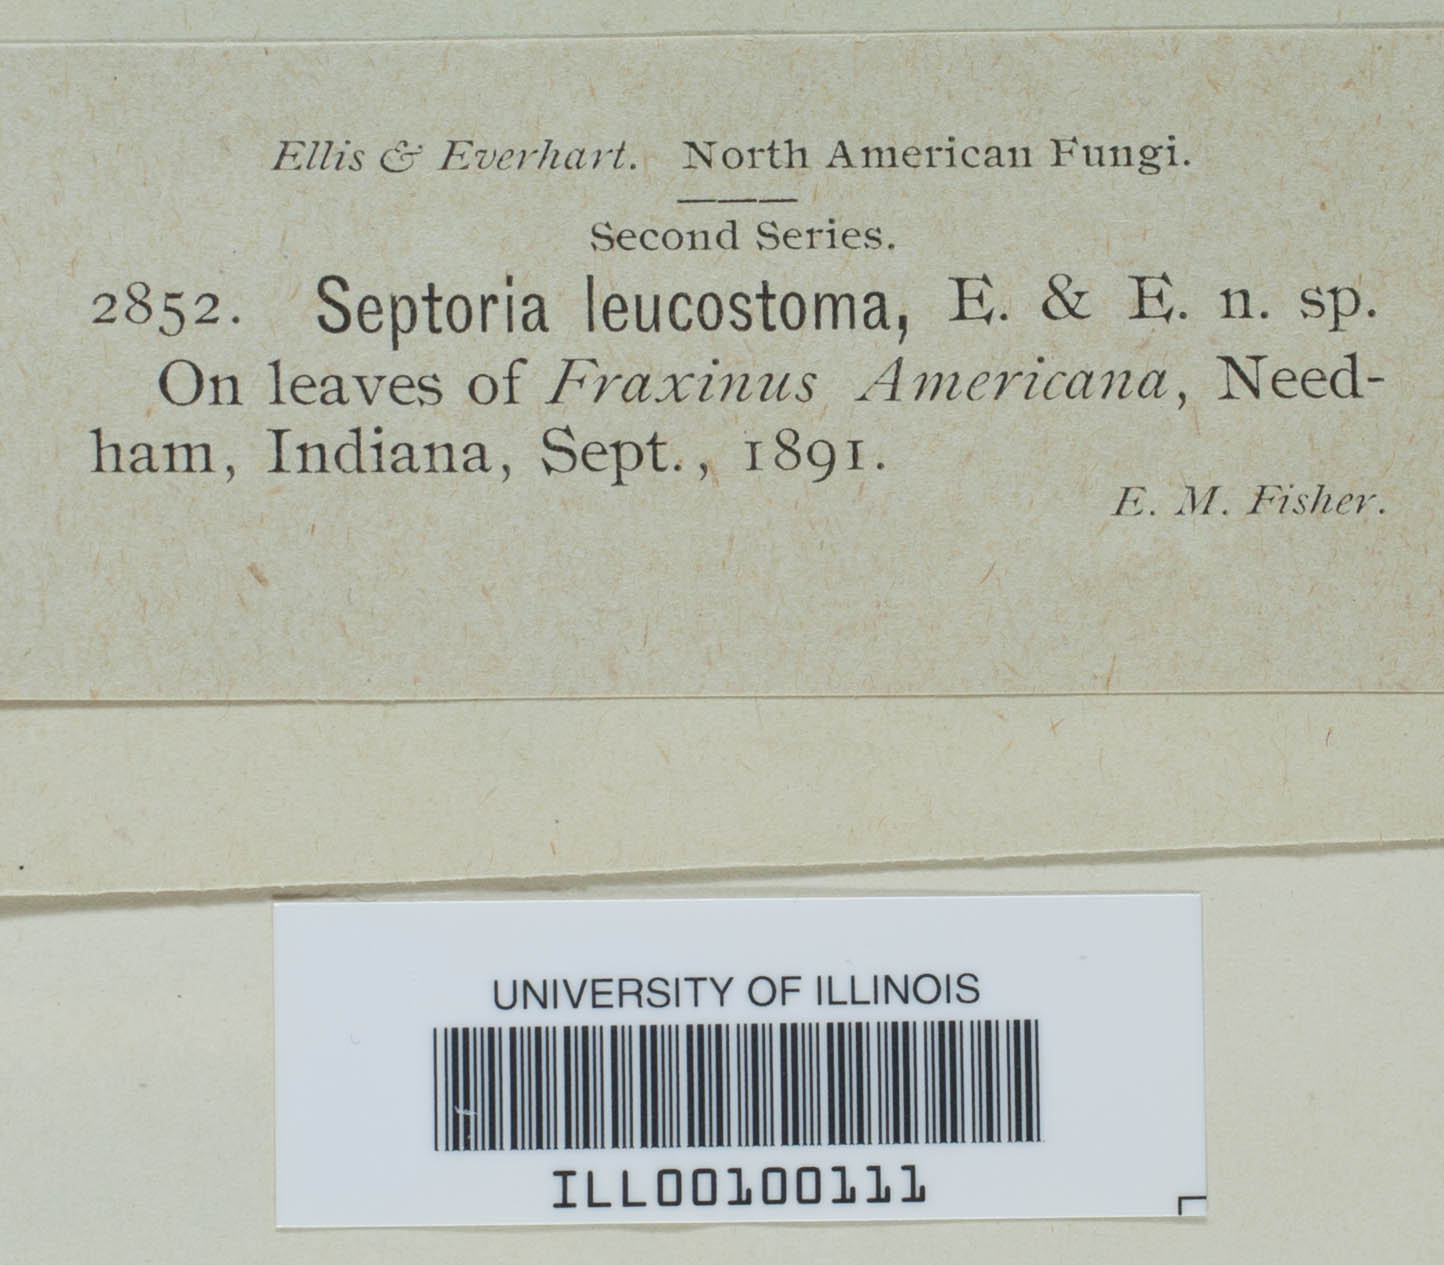 Ellis & Everhart. North American Fungi.
Second Series.
2852. Septoria leucostoma, E. & E. n. sp.
On leaves of Fraxinus Americana, Need-
ham, Indiana, Sept., 1891.
E. M. Fisher.
UNIVERSITY OF ILLINOIS
ILL00100111